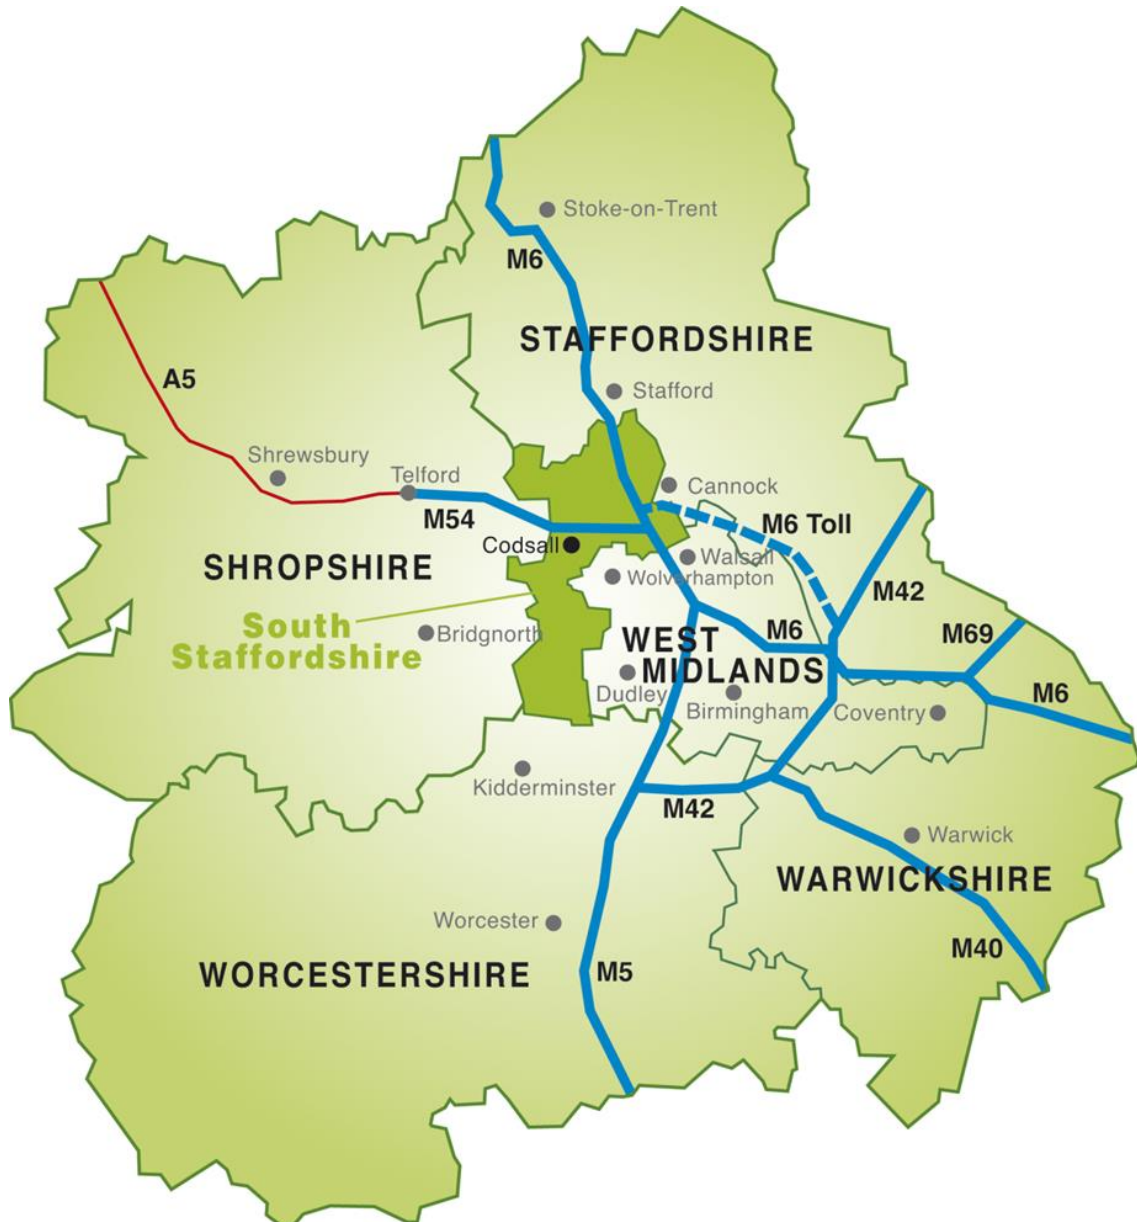 Stoke-on-Trent
M6
STAFFORDSHIRE
A5
Stafford
Shrewsbury
Telford
Cannock
M54
M6 Toll
Codsall
Walsall
SHROPSHIRE
Wolverhampton
M42
South
Staffordshire
Bridgnorth
WEST
MIDLANDS
M6
M69
Dudley
Birmingham
Coventry
M6
Kidderminster
M42
Warwick
WARWICKSHIRE
Worcester
WORCESTERSHIRE
M5
M40